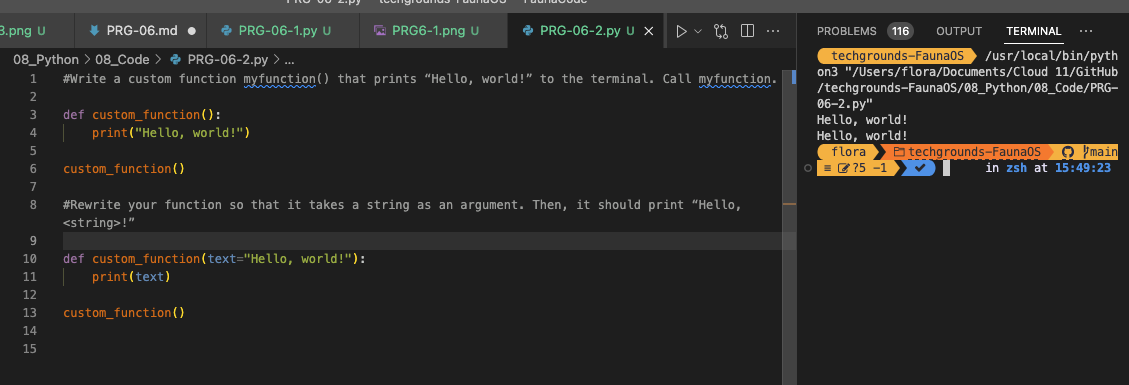 PRG-06-2.py — techgrounds-FaunaOS — FaunaCode
3.png U
PRG-06.md
PRG-06-1.py U
PRG6-1.png U
PRG-06-2.py U
08_Python > 08_Code > PRG-06-2.py > ...
1 #Write a custom function myfunction() that prints “Hello, world!” to the terminal. Call myfunction.
2
3 def custom_function():
4 print("Hello, world!")
5
6 custom_function()
7
8 #Rewrite your function so that it takes a string as an argument. Then, it should print “Hello,
<string>!”
9
10 def custom_function(text="Hello, world!"):
11 print(text)
12
13 custom_function()
14
15
PROBLEMS 116 OUTPUT TERMINAL ...
techgrounds-FaunaOS /usr/local/bin/pyth
on3 "/Users/flora/Documents/Cloud 11/GitHub
/techgrounds-FaunaOS/08_Python/08_Code/PRG-
06-2.py"
Hello, world!
Hello, world!
flora techgrounds-FaunaOS main
≡ ?5 -1 ✔ in zsh at 15:49:23